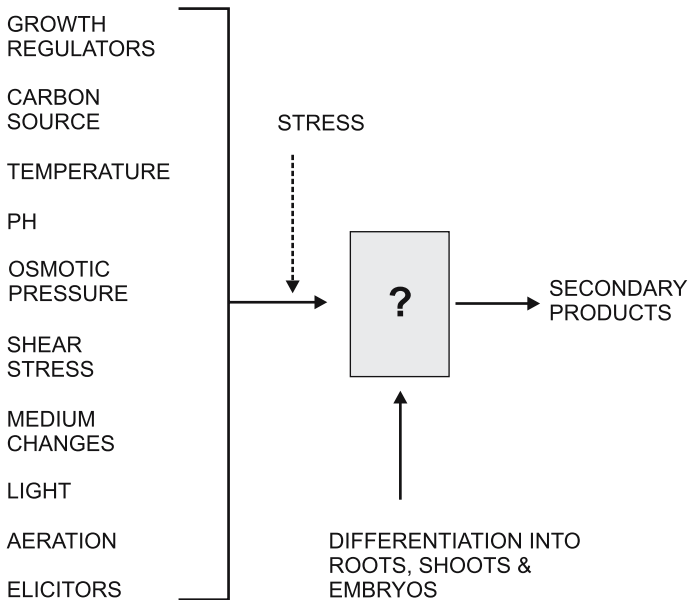 GROWTH
REGULATORS
CARBON
SOURCE
TEMPERATURE
PH
OSMOTIC
PRESSURE
SHEAR
STRESS
MEDIUM
CHANGES
LIGHT
AERATION
ELICITORS
STRESS
?
SECONDARY
PRODUCTS
DIFFERENTIATION INTO
ROOTS, SHOOTS &
EMBRYOS